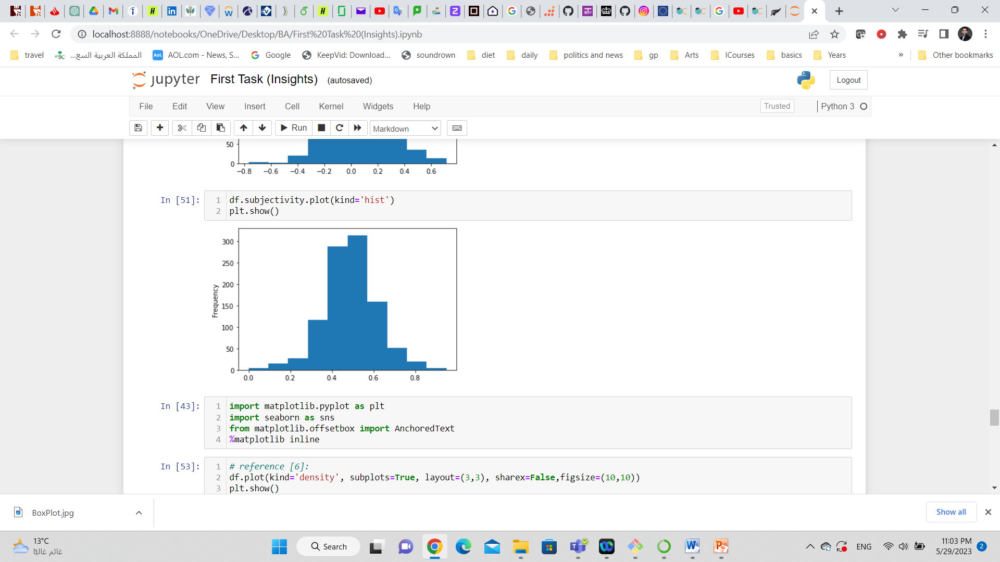 localhost:8888/notebooks/OneDrive/Desktop/BA/First%20Task%20(Insights).ipynb
travel
المملكة العربية السع...
AOL.com - News, S...
Google
KeepVid: Download...
soundrown
diet
daily
politics and news
gp
Arts
ICourses
basics
Years
»
Other bookmarks
jupyter First Task (Insights) (autosaved)
Logout
File Edit View Insert Cell Kernel Widgets Help
Trusted
Python 3
Run
Markdown
50
0
−0.8 −0.6 −0.4 −0.2 0.0 0.2 0.4 0.6
In [51]:
1 df.subjectivity.plot(kind='hist')
2 plt.show()
Frequency
300
250
200
150
100
50
0
0.0 0.2 0.4 0.6 0.8
In [43]:
1 import matplotlib.pyplot as plt
2 import seaborn as sns
3 from matplotlib.offsetbox import AnchoredText
4 %matplotlib inline
In [53]:
1 # reference [6]:
2 df.plot(kind='density', subplots=True, layout=(3,3), sharex=False,figsize=(10,10))
3 plt.show()
BoxPlot.jpg
Show all
13°C
غائم غالبًا
Search
ENG
11:03 PM
5/29/2023
2